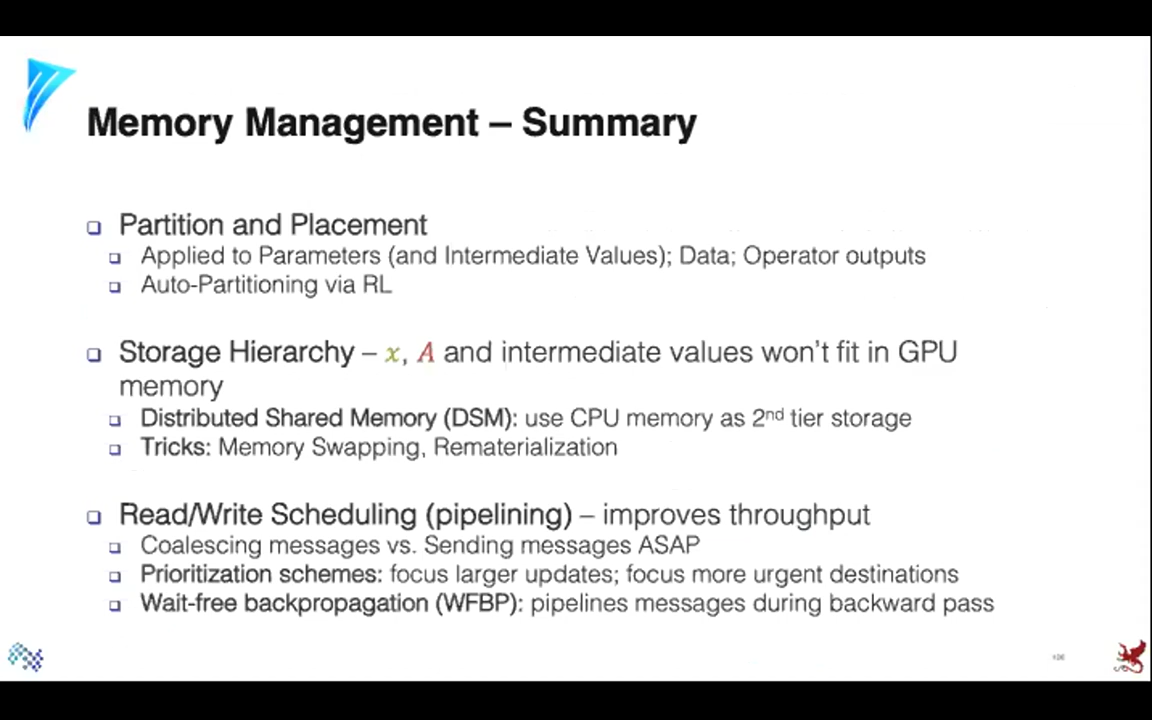 Memory Management – Summary
Partition and Placement
Applied to Parameters (and Intermediate Values); Data; Operator outputs
Auto-Partitioning via RL
Storage Hierarchy – x, A and intermediate values won't fit in GPU
memory
Distributed Shared Memory (DSM): use CPU memory as 2nd tier storage
Tricks: Memory Swapping, Rematerialization
Read/Write Scheduling (pipelining) – improves throughput
Coalescing messages vs. Sending messages ASAP
Prioritization schemes: focus larger updates; focus more urgent destinations
Wait-free backpropagation (WFBP): pipelines messages during backward pass